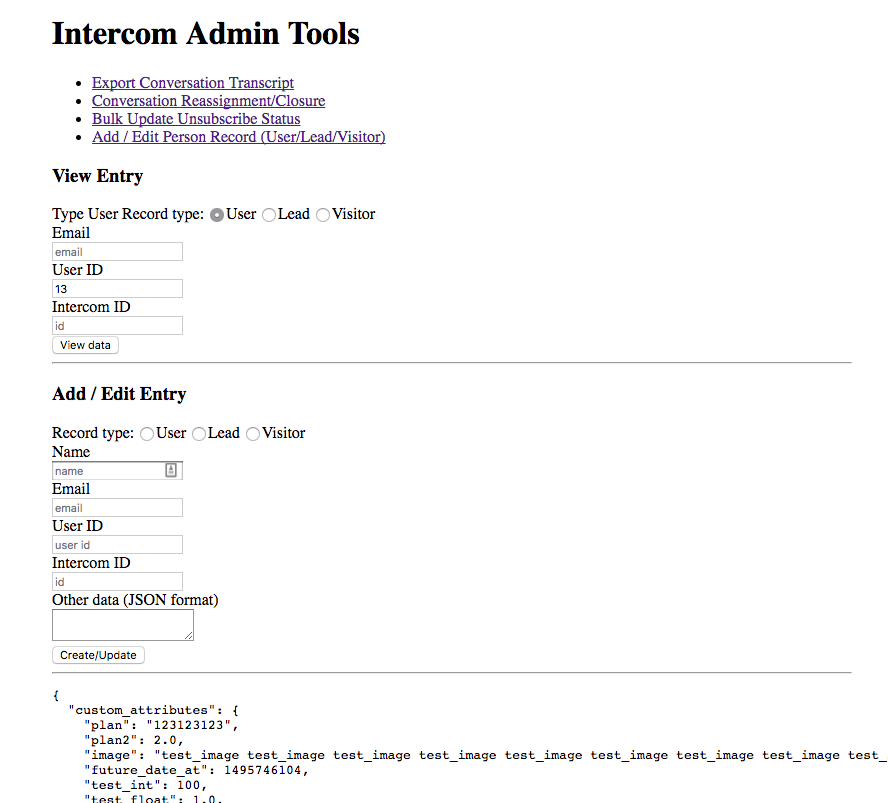 Intercom Admin Tools
Export Conversation Transcript
Conversation Reassignment/Closure
Bulk Update Unsubscribe Status
Add / Edit Person Record (User/Lead/Visitor)
View Entry
Type User Record type: User Lead Visitor
Email
email
User ID
13
Intercom ID
id
View data
Add / Edit Entry
Record type: User Lead Visitor
Name
name
Email
email
User ID
user id
Intercom ID
id
Other data (JSON format)
Create/Update
{
"custom_attributes": {
"plan": "123123123",
"plan2": 2.0,
"image": "test_image test_image test_image test_image test_image test_image test_image test_image test_
"future_date_at": 1495746104,
"test_int": 100,
"test_float": 1.0,